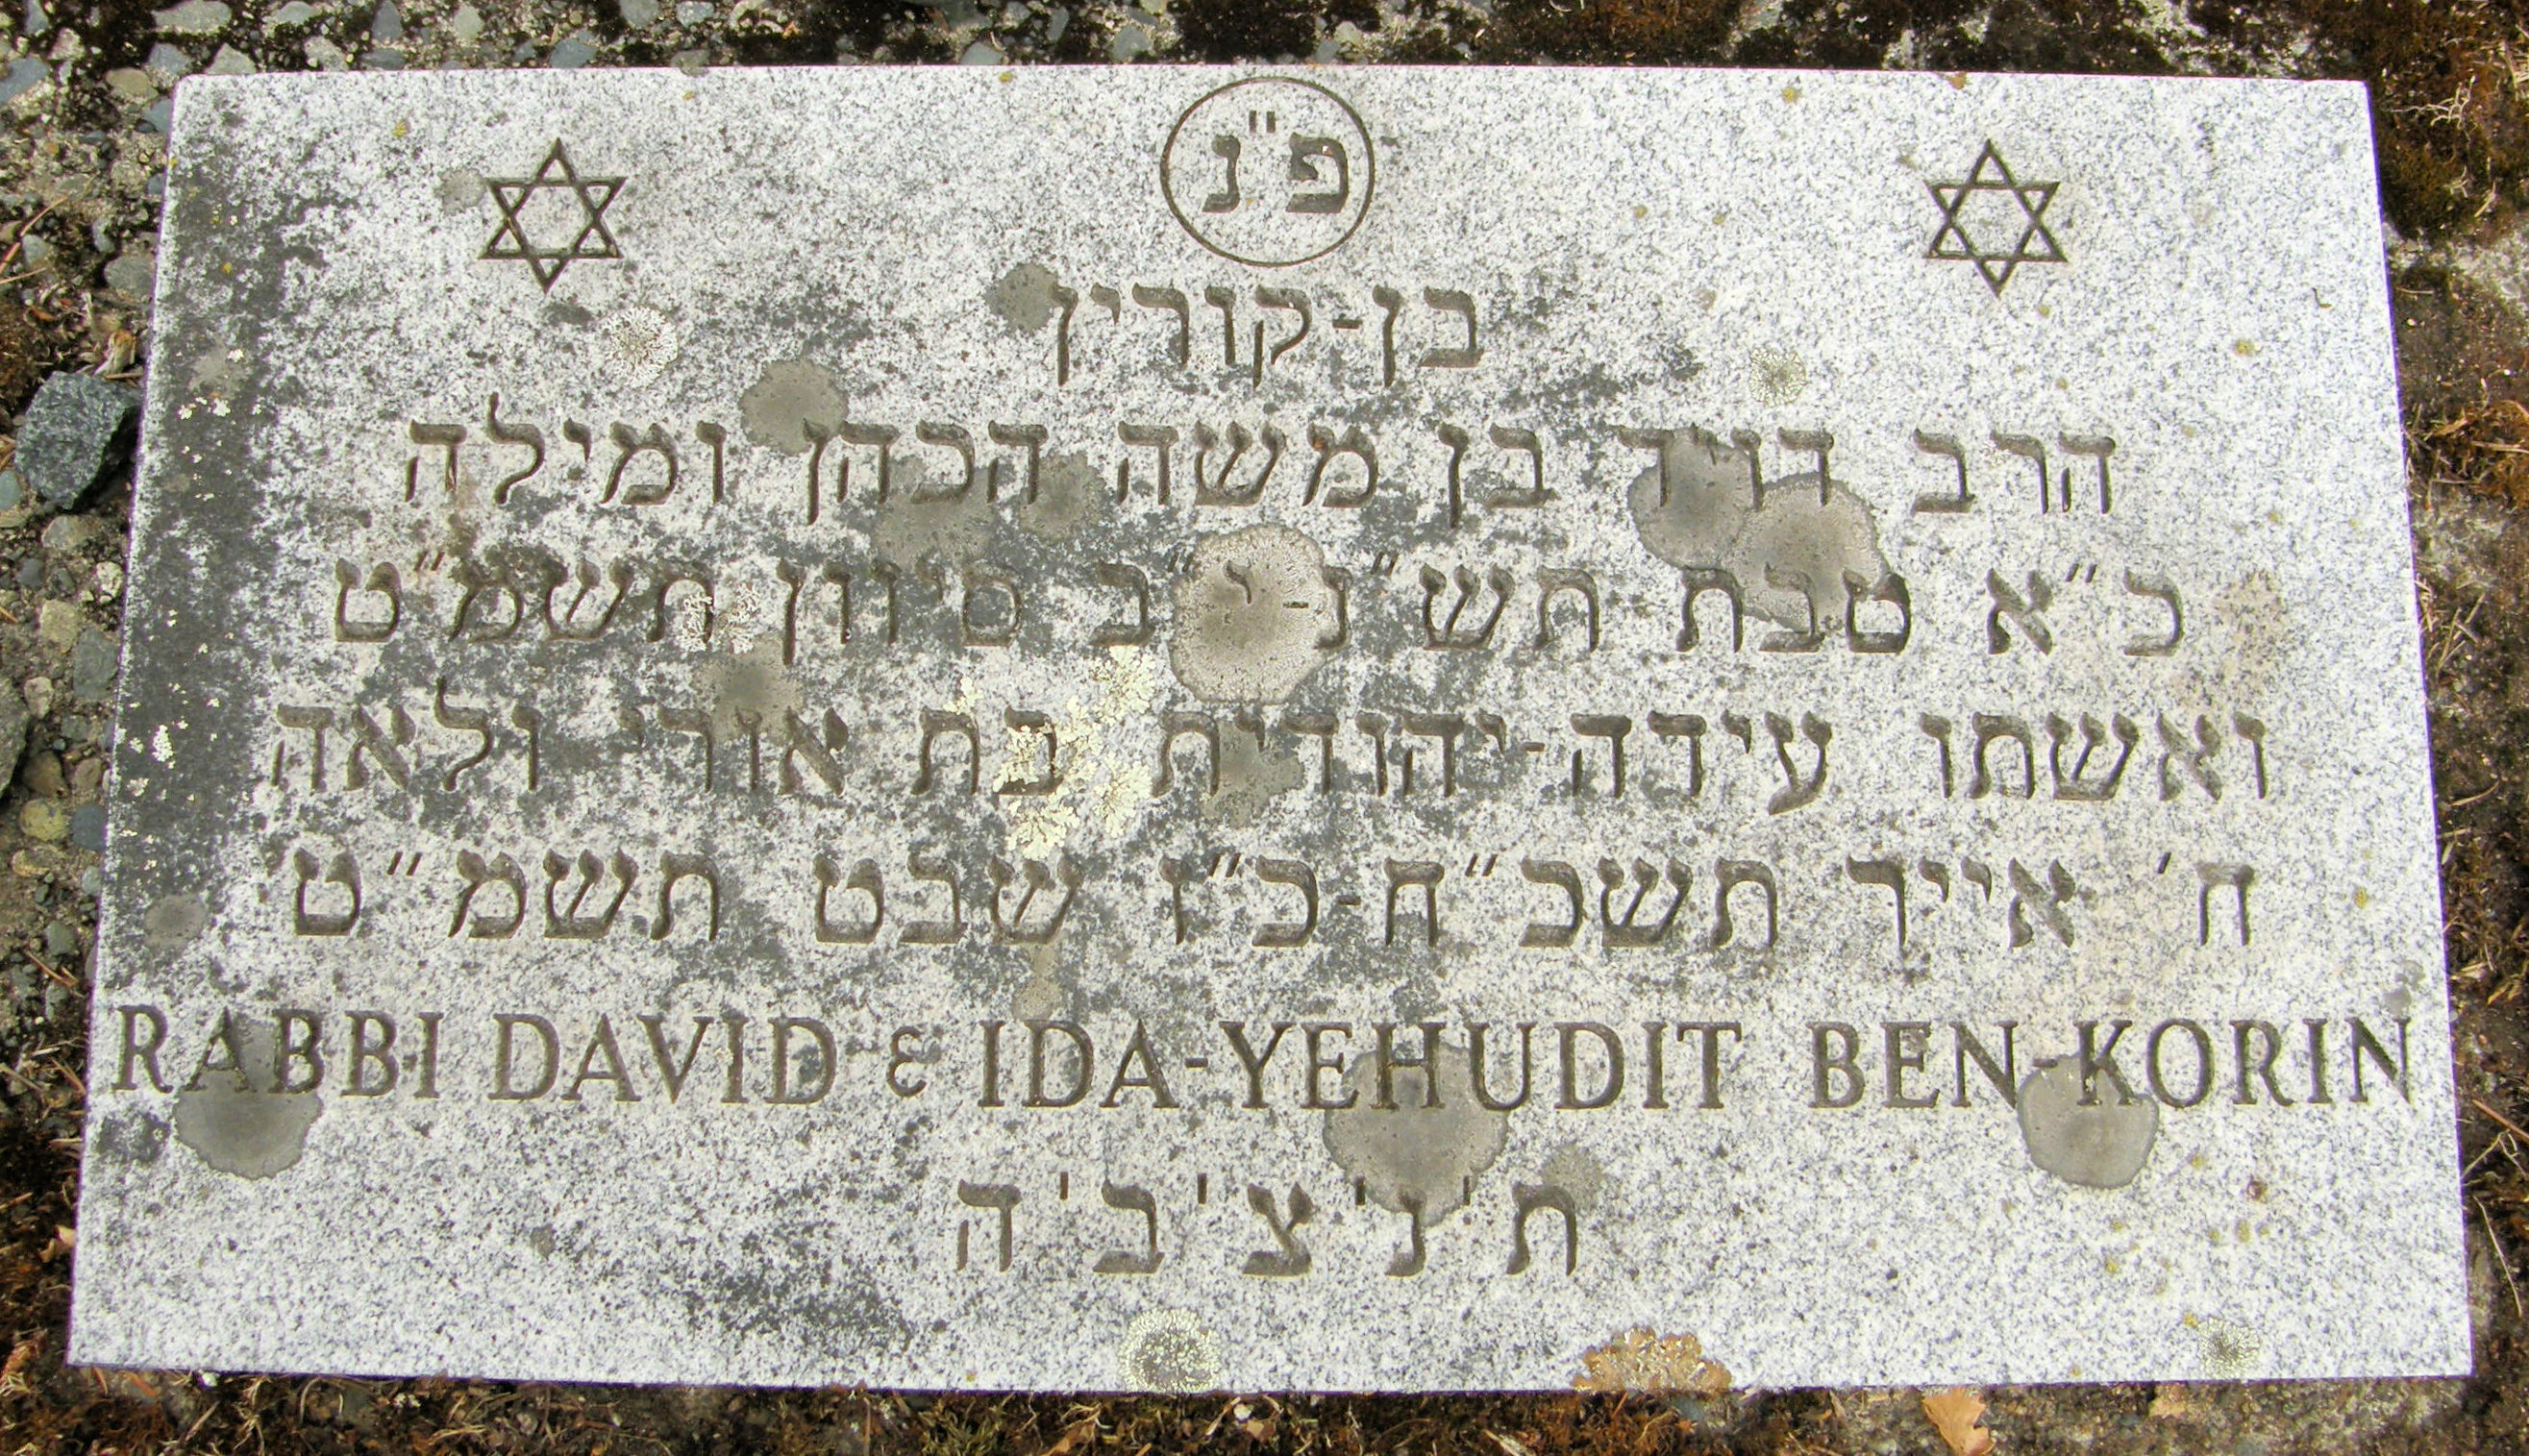 פ"נ
בן-קורין
הרב דויד בן משה הכהן ומילה
כ"א טבת תש"נ-י"ב סיוון תשמ"ט
ואשתו עידה-יהודית בת אורי ולאה
ח' אייר תשכ"ח-כ"ז שבט תשמ"ט
RABBI DAVID & IDA-YEHUDIT BEN-KORIN
ת'נ'צ'ב'ה